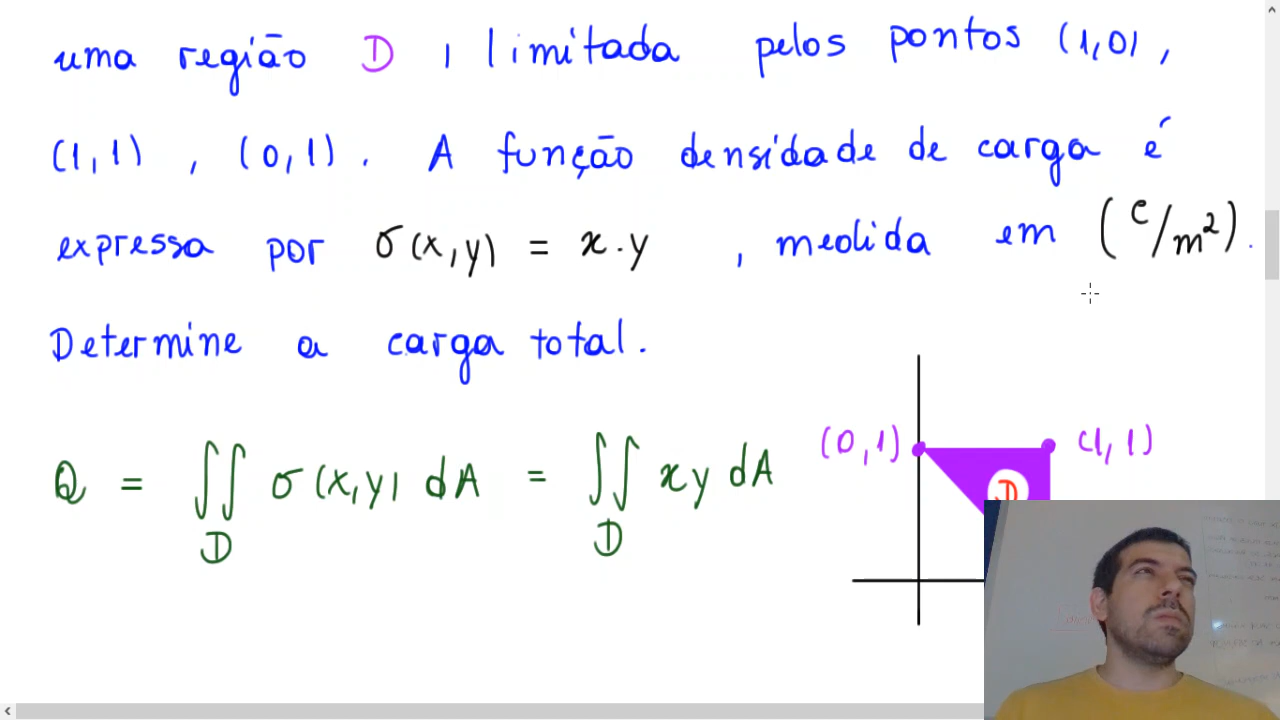 uma região D, limitada pelos pontos (1,0),
(1,1), (0,1). A função densidade de carga é
expressa por σ(x,y) = x.y, medida em (C/m²).
Determine a carga total.
(0,1) (1,1)
Q = ∬ σ(x,y) dA = ∬ xy dA
D
D D